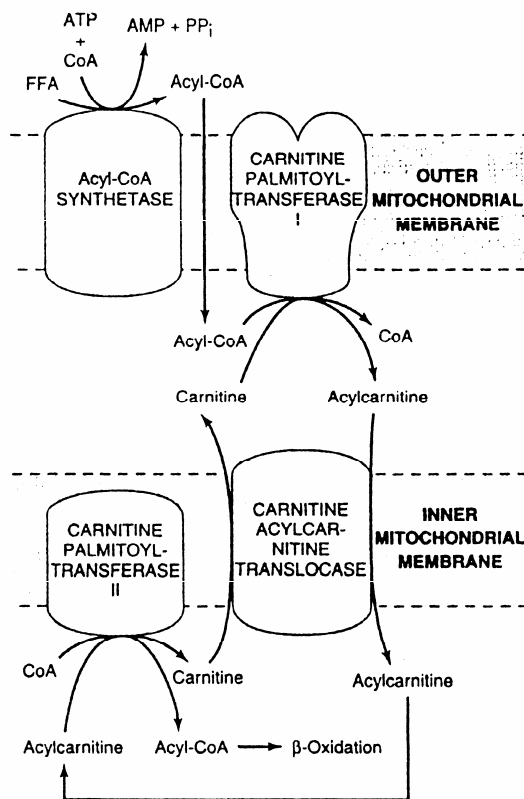 ATP
+
CoA
AMP + PPi
FFA
Acyl-CoA
Acyl-CoA
SYNTHETASE
CARNITINE
PALMITOYL-
TRANSFERASE
I
OUTER
MITOCHONDRIAL
MEMBRANE
Acyl-CoA
CoA
Carnitine
Acylcarnitine
CARNITINE
PALMITOYL-
TRANSFERASE
II
CARNITINE
ACYLCAR-
NITINE
TRANSLOCASE
INNER
MITOCHONDRIAL
MEMBRANE
CoA
Carnitine
Acylcarnitine
Acylcarnitine
Acyl-CoA
β-Oxidation